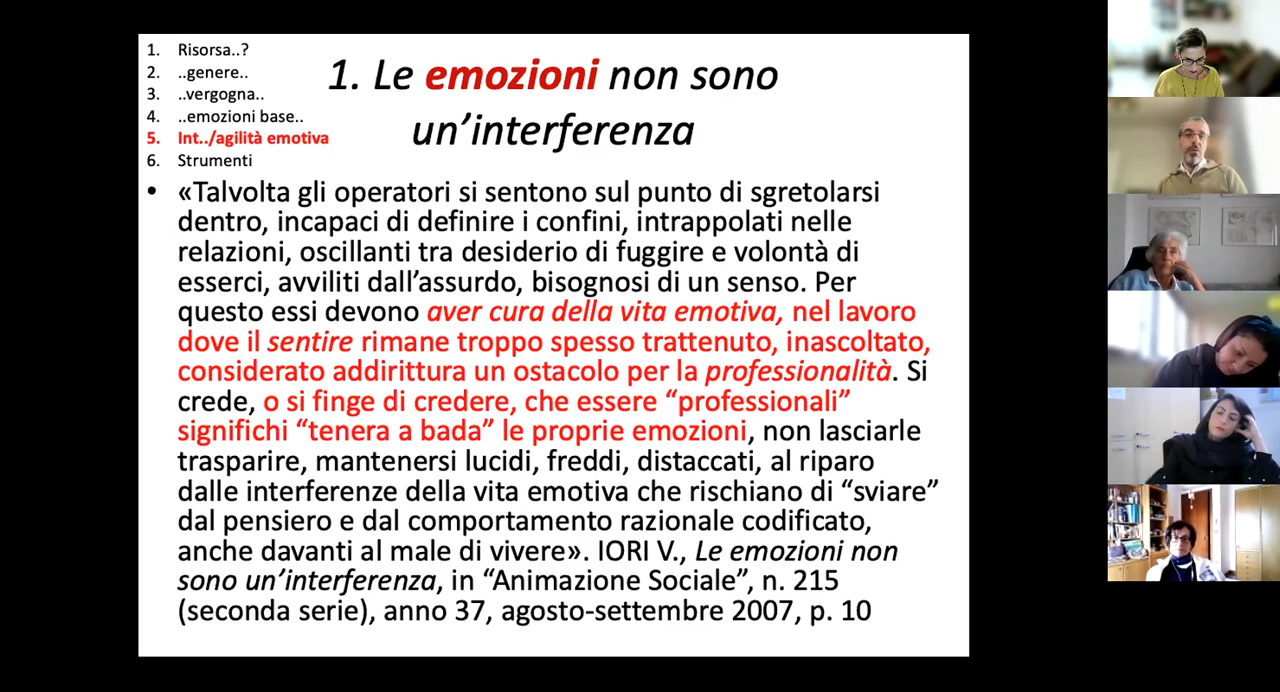 1. Risorsa..?
2. ..genere..
3. ..vergogna..
4. ..emozioni base..
5. Int../agilità emotiva
6. Strumenti
1. Le emozioni non sono
un’interferenza
• «Talvolta gli operatori si sentono sul punto di sgretolarsi
dentro, incapaci di definire i confini, intrappolati nelle
relazioni, oscillanti tra desiderio di fuggire e volontà di
esserci, avviliti dall’assurdo, bisognosi di un senso. Per
questo essi devono aver cura della vita emotiva, nel lavoro
dove il sentire rimane troppo spesso trattenuto, inascoltato,
considerato addirittura un ostacolo per la professionalità. Si
crede, o si finge di credere, che essere “professionali”
significhi “tenera a bada” le proprie emozioni, non lasciarle
trasparire, mantenersi lucidi, freddi, distaccati, al riparo
dalle interferenze della vita emotiva che rischiano di “sviare”
dal pensiero e dal comportamento razionale codificato,
anche davanti al male di vivere». IORI V., Le emozioni non
sono un’interferenza, in “Animazione Sociale”, n. 215
(seconda serie), anno 37, agosto-settembre 2007, p. 10